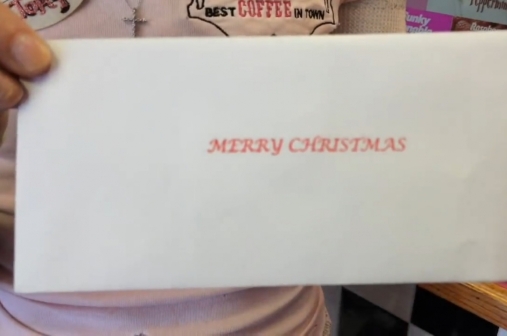 BEST COFFEE IN TOWN
MERRY CHRISTMAS